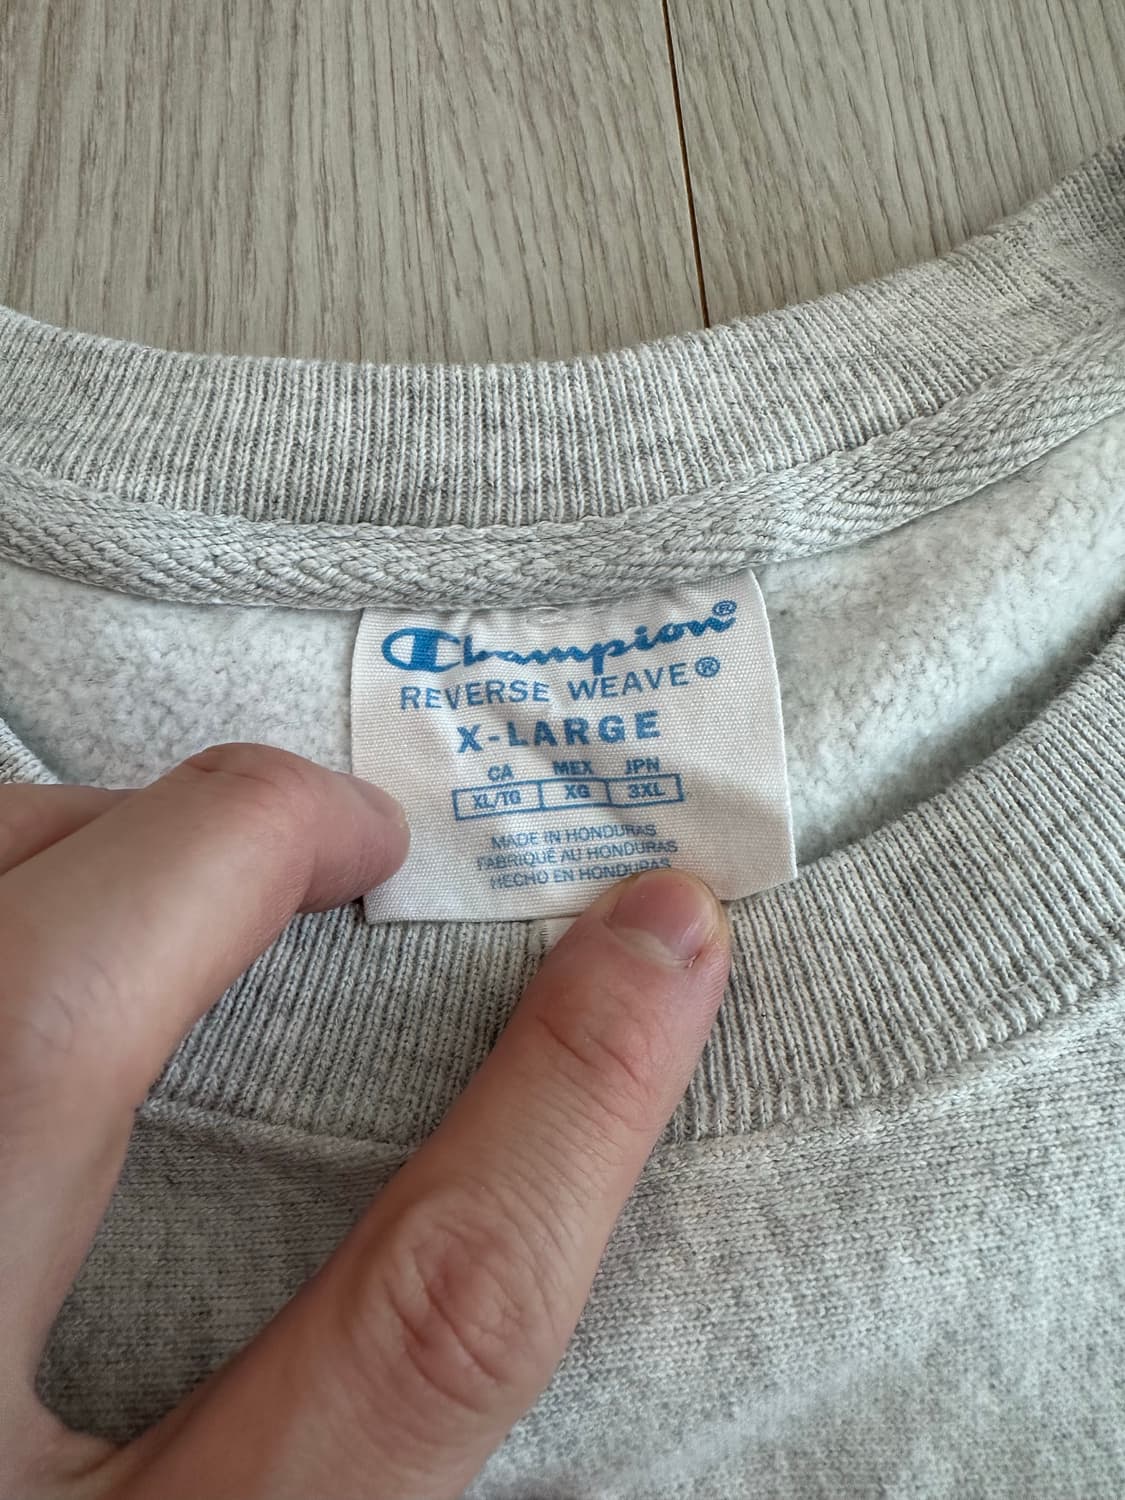 Champion®
REVERSE WEAVE®
X-LARGE
CA MEX JPN
XL/TG XG 3XL
MADE IN HONDURAS
FABRIQUÉ AU HONDURAS
HECHO EN HONDURAS